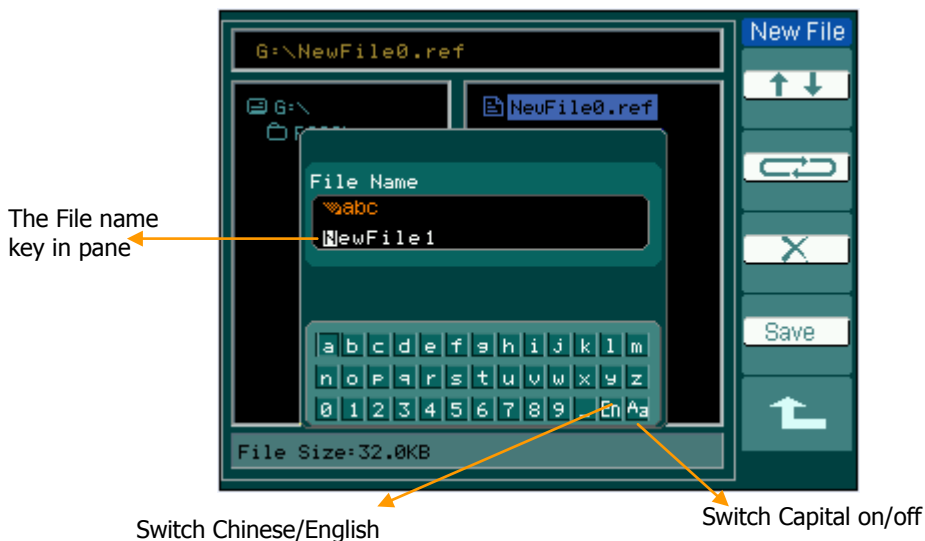 New File
G:\NewFile0.ref
G:\
NewFile0.ref
File Name
abc
NewFile1
The File name
key in pane
Save
a b c d e f g h i j k l m
n o p q r s t u v w x y z
0 1 2 3 4 5 6 7 8 9 _ En Aa
File Size:32.0KB
Switch Chinese/English
Switch Capital on/off